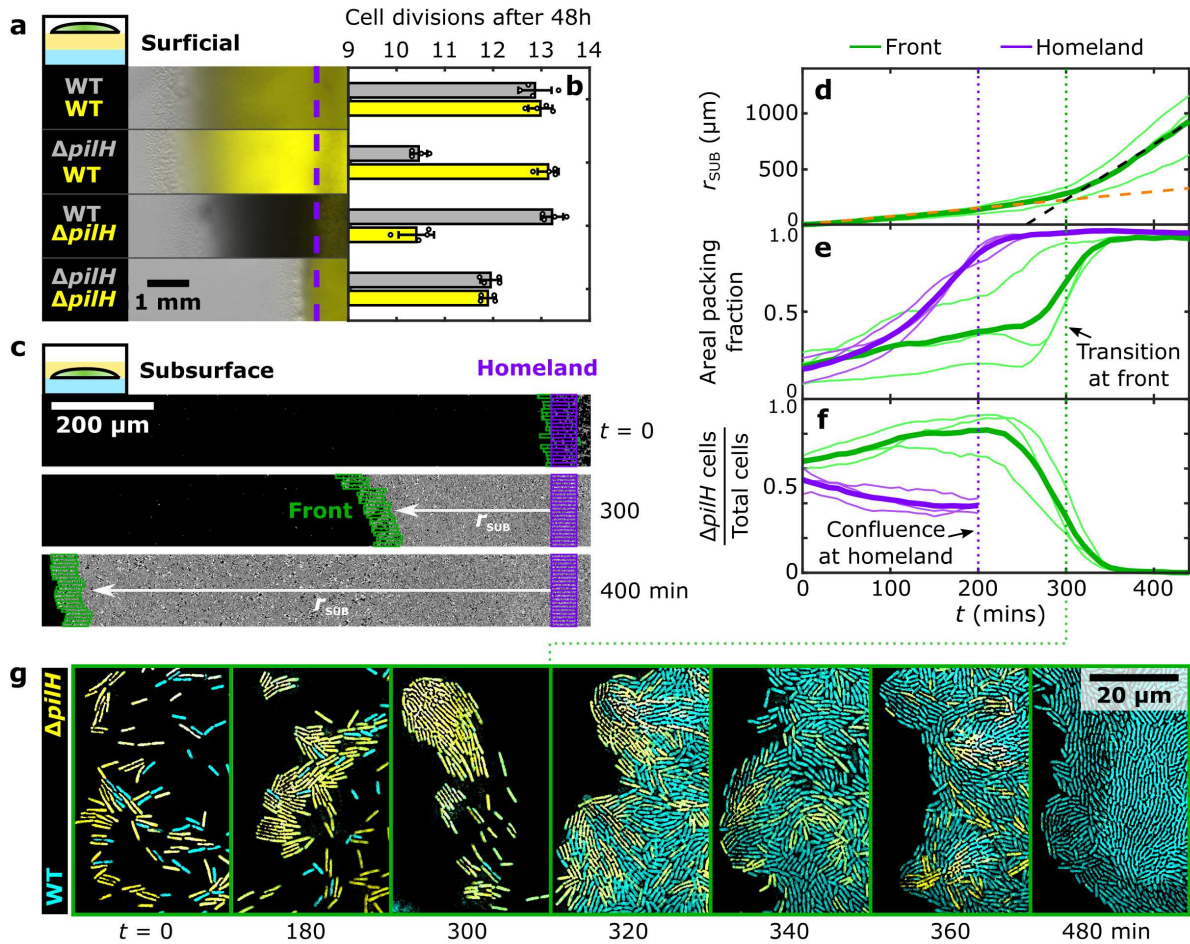 a
Surficial
Cell divisions after 48h
9 10 11 12 13 14
b
WT
WT
ΔpilH
WT
WT
ΔpilH
ΔpilH
ΔpilH
1 mm
c
Subsurface
Homeland
200 μm
t = 0
Front
r_SUB
300
r_SUB
400 min
Front
Homeland
d
r_SUB (μm)
1000
500
0
e
Areal packing
fraction
1.0
0.5
0
Transition
at front
f
ΔpilH cells
Total cells
1.0
0.5
0
Confluence
at homeland
0 100 200 300 400
t (mins)
g
ΔpilH
WT
20 μm
t = 0 180 300 320 340 360 480 min